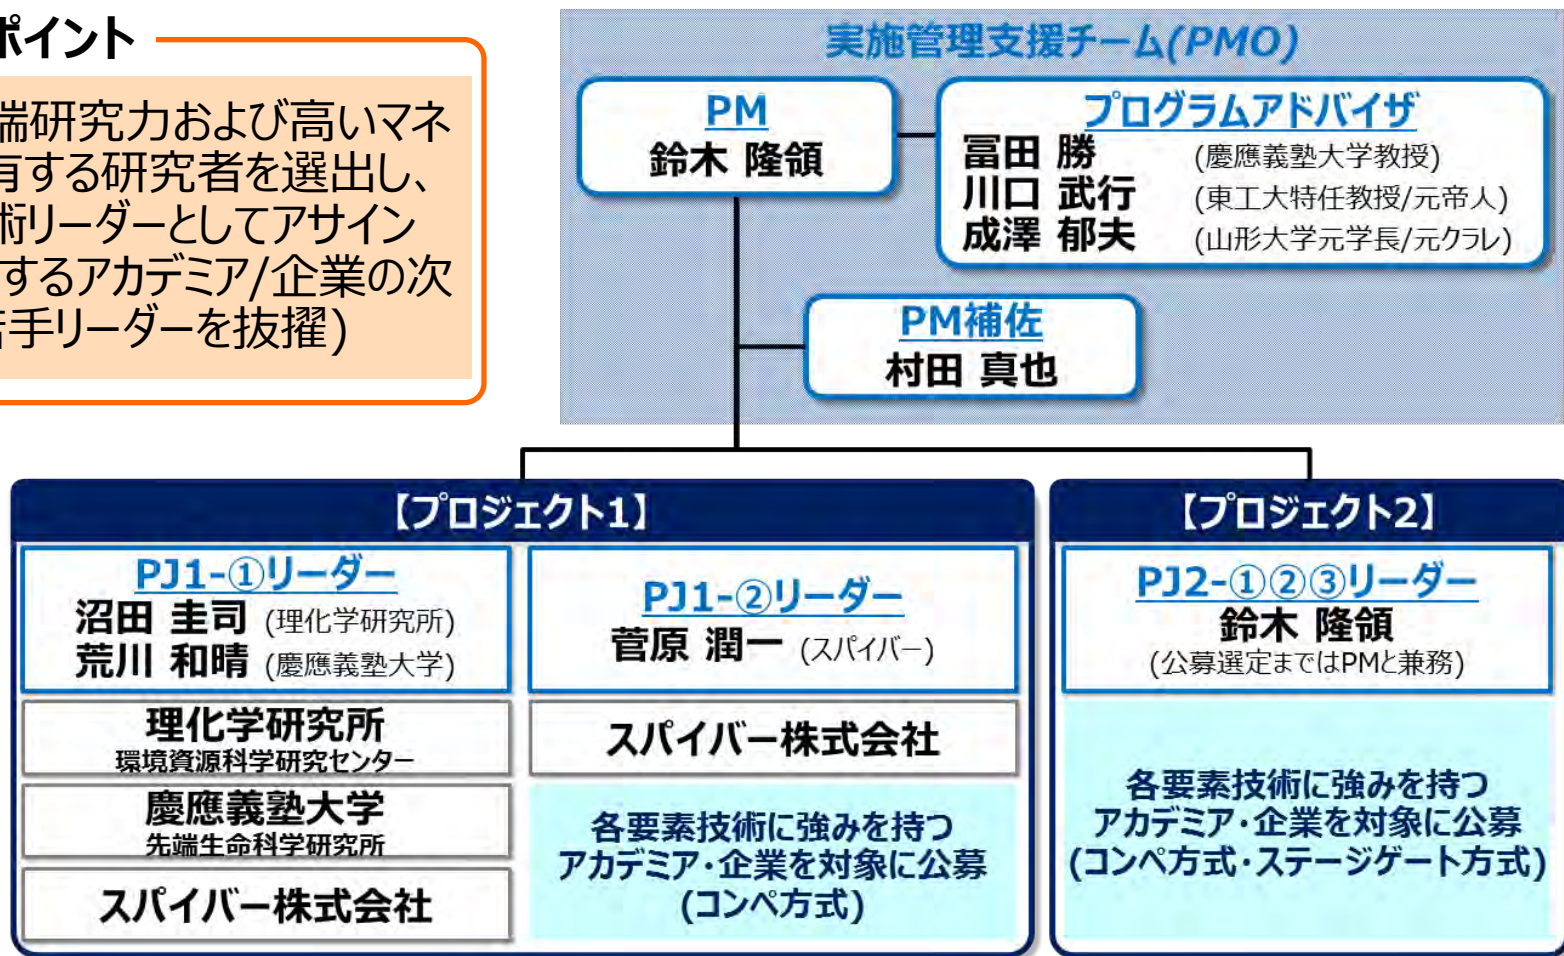 ポイント
端研究力および高いマネ
有する研究者を選出し、
術リーダーとしてアサイン
するアカデミア/企業の次
若手リーダーを抜擢)
実施管理支援チーム(PMO)
PM
鈴木 隆領
プログラムアドバイザ
冨田 勝 (慶應義塾大学教授)
川口 武行 (東工大特任教授/元帝人)
成澤 郁夫 (山形大学元学長/元クラレ)
PM補佐
村田 真也
【プロジェクト1】
PJ1-①リーダー
沼田 圭司 (理化学研究所)
荒川 和晴 (慶應義塾大学)
理化学研究所
環境資源科学研究センター
慶應義塾大学
先端生命科学研究所
スパイバー株式会社
PJ1-②リーダー
菅原 潤一 (スパイバー)
スパイバー株式会社
各要素技術に強みを持つ
アカデミア・企業を対象に公募
(コンペ方式)
【プロジェクト2】
PJ2-①②③リーダー
鈴木 隆領
(公募選定まではPMと兼務)
各要素技術に強みを持つ
アカデミア・企業を対象に公募
(コンペ方式・ステージゲート方式)